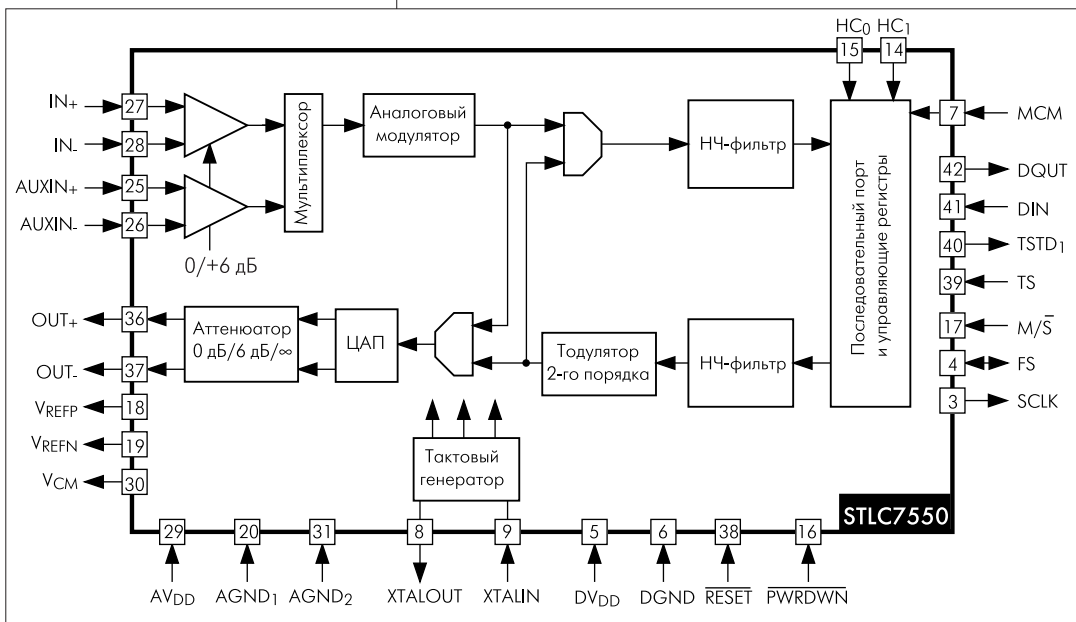 HC0
HC1
15
14
IN+
27
IN-
28
AUXIN+
25
AUXIN-
26
0/+6 дБ
Мультиплексор
Аналоговый
модулятор
НЧ-фильтр
Последовательный порт
и управляющие регистры
7
MCM
42
DQUT
41
DIN
40
TSTD1
39
TS
17
M/S̅
4
FS
3
SCLK
OUT+
36
OUT-
37
VREFP
18
VREFN
19
VCM
30
Аттенюатор
0 дБ/6 дБ/∞
ЦАП
Тодулятор
2-го порядка
НЧ-фильтр
Тактовый
генератор
STLC7550
29
20
31
8
9
5
6
38
16
AVDD
AGND1
AGND2
XTALOUT
XTALIN
DVDD
DGND
RESET
PWRDWN